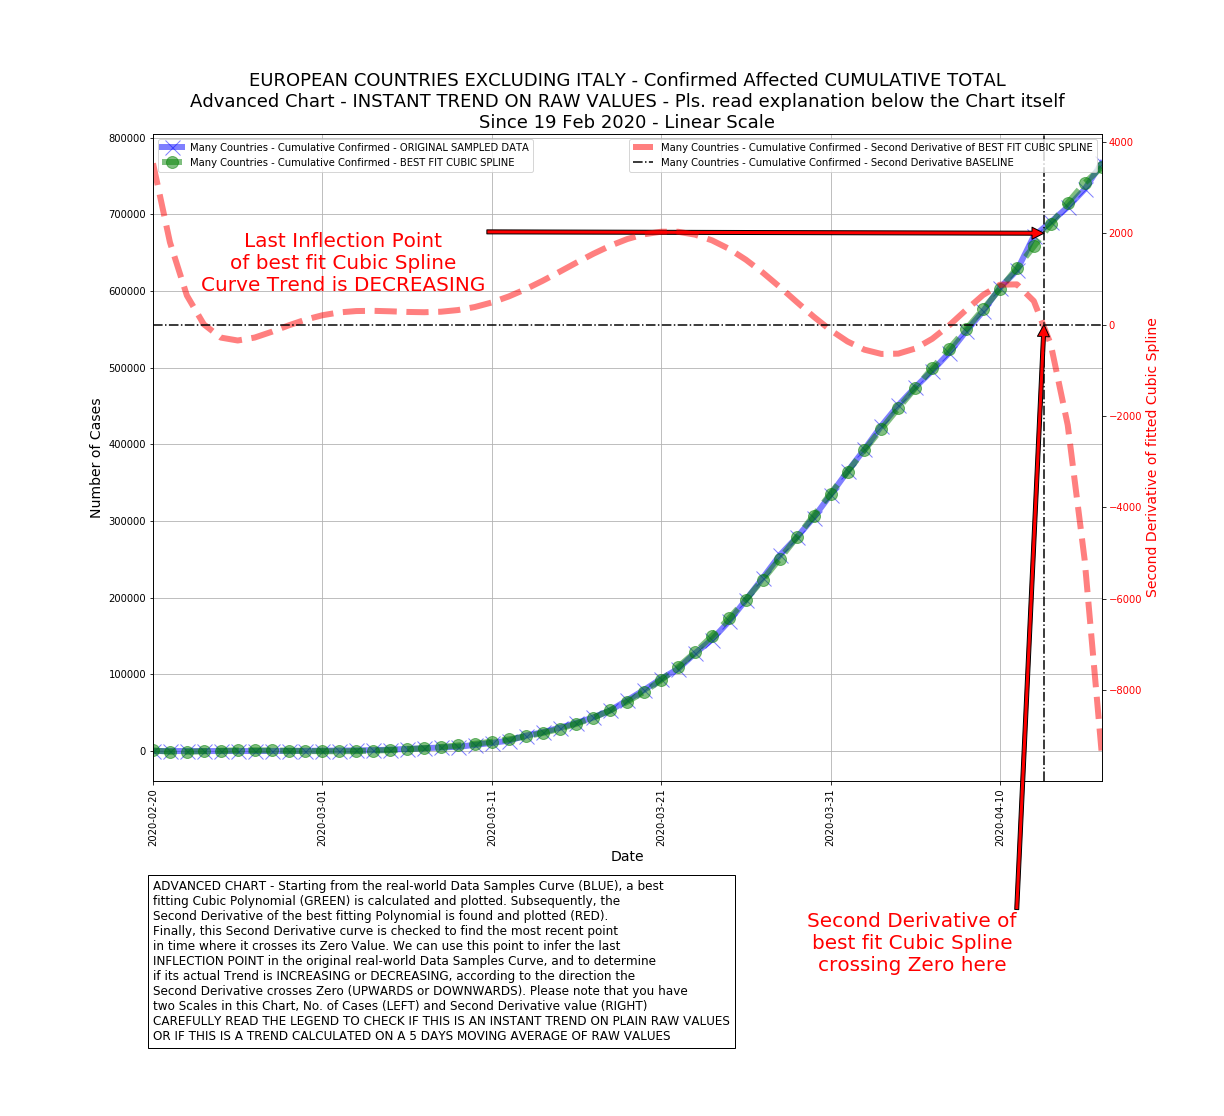 EUROPEAN COUNTRIES EXCLUDING ITALY - Confirmed Affected CUMULATIVE TOTAL
Advanced Chart - INSTANT TREND ON RAW VALUES - Pls. read explanation below the Chart itself
Since 19 Feb 2020 - Linear Scale
Many Countries - Cumulative Confirmed - ORIGINAL SAMPLED DATA
Many Countries - Cumulative Confirmed - BEST FIT CUBIC SPLINE
Many Countries - Cumulative Confirmed - Second Derivative of BEST FIT CUBIC SPLINE
Many Countries - Cumulative Confirmed - Second Derivative BASELINE
800000
700000
600000
500000
400000
300000
200000
100000
0
Number of Cases
Last Inflection Point
of best fit Cubic Spline
Curve Trend is DECREASING
4000
2000
0
−2000
−4000
−6000
−8000
Second Derivative of fitted Cubic Spline
2020-02-20
2020-03-01
2020-03-11
2020-03-21
2020-03-31
2020-04-10
Date
ADVANCED CHART - Starting from the real-world Data Samples Curve (BLUE), a best
fitting Cubic Polynomial (GREEN) is calculated and plotted. Subsequently, the
Second Derivative of the best fitting Polynomial is found and plotted (RED).
Finally, this Second Derivative curve is checked to find the most recent point
in time where it crosses its Zero Value. We can use this point to infer the last
INFLECTION POINT in the original real-world Data Samples Curve, and to determine
if its actual Trend is INCREASING or DECREASING, according to the direction the
Second Derivative crosses Zero (UPWARDS or DOWNWARDS). Please note that you have
two Scales in this Chart, No. of Cases (LEFT) and Second Derivative value (RIGHT)
CAREFULLY READ THE LEGEND TO CHECK IF THIS IS AN INSTANT TREND ON PLAIN RAW VALUES
OR IF THIS IS A TREND CALCULATED ON A 5 DAYS MOVING AVERAGE OF RAW VALUES
Second Derivative of
best fit Cubic Spline
crossing Zero here